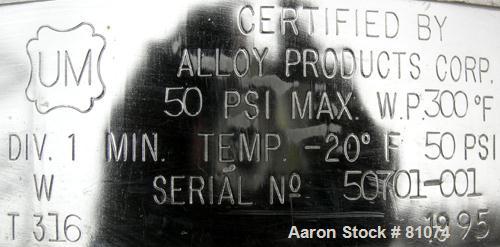 CERTIFIED BY
UM
ALLOY PRODUCTS CORP.
50 PSI MAX. W.P. 300 °F
DIV. 1 MIN. TEMP. -20° F 50 PSI
W SERIAL Nº 50701-001
T 316 1995
Aaron Stock # 81074